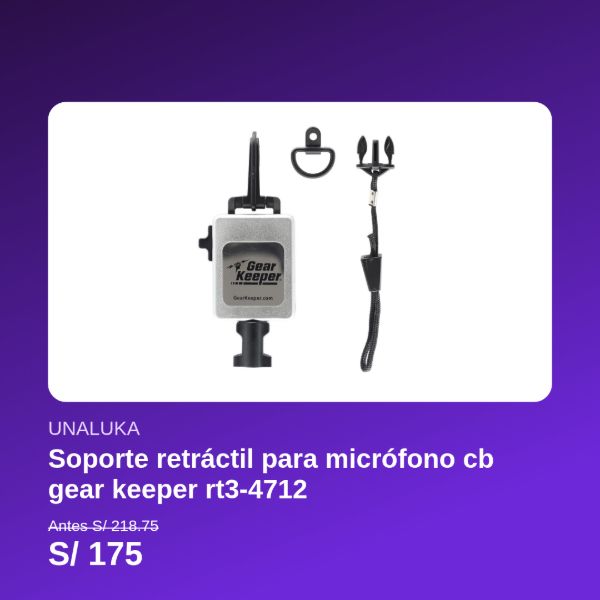 Gear
Keeper
GearKeeper.com
UNALUKA
Soporte retráctil para micrófono cb
gear keeper rt3-4712
Antes S/ 218.75
S/ 175